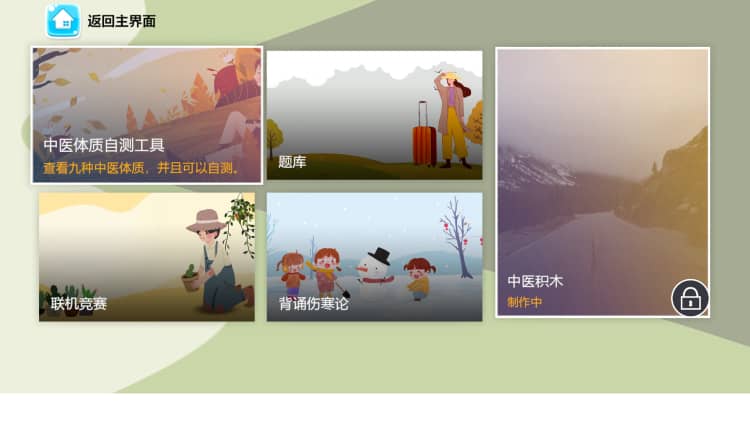 返回主界面
中医体质自测工具
查看九种中医体质，并且可以自测。
题库
联机竞赛
背诵伤寒论
中医积木
制作中